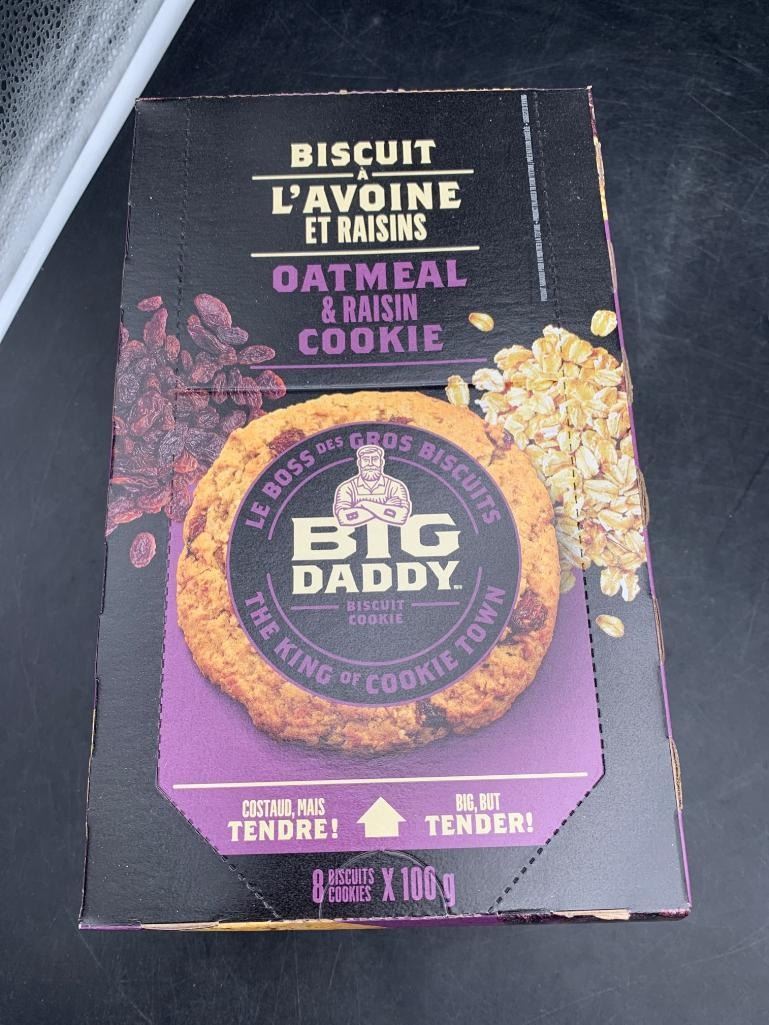 BISCUIT
À
L'AVOINE
ET RAISINS
OATMEAL
& RAISIN
COOKIE
LE BOSS DES GROS BISCUITS
BIG
DADDY
BISCUIT
COOKIE
THE KING OF COOKIE TOWN
COSTAUD, MAIS
TENDRE!
BIG, BUT
TENDER!
8 BISCUITS COOKIES X 100 g